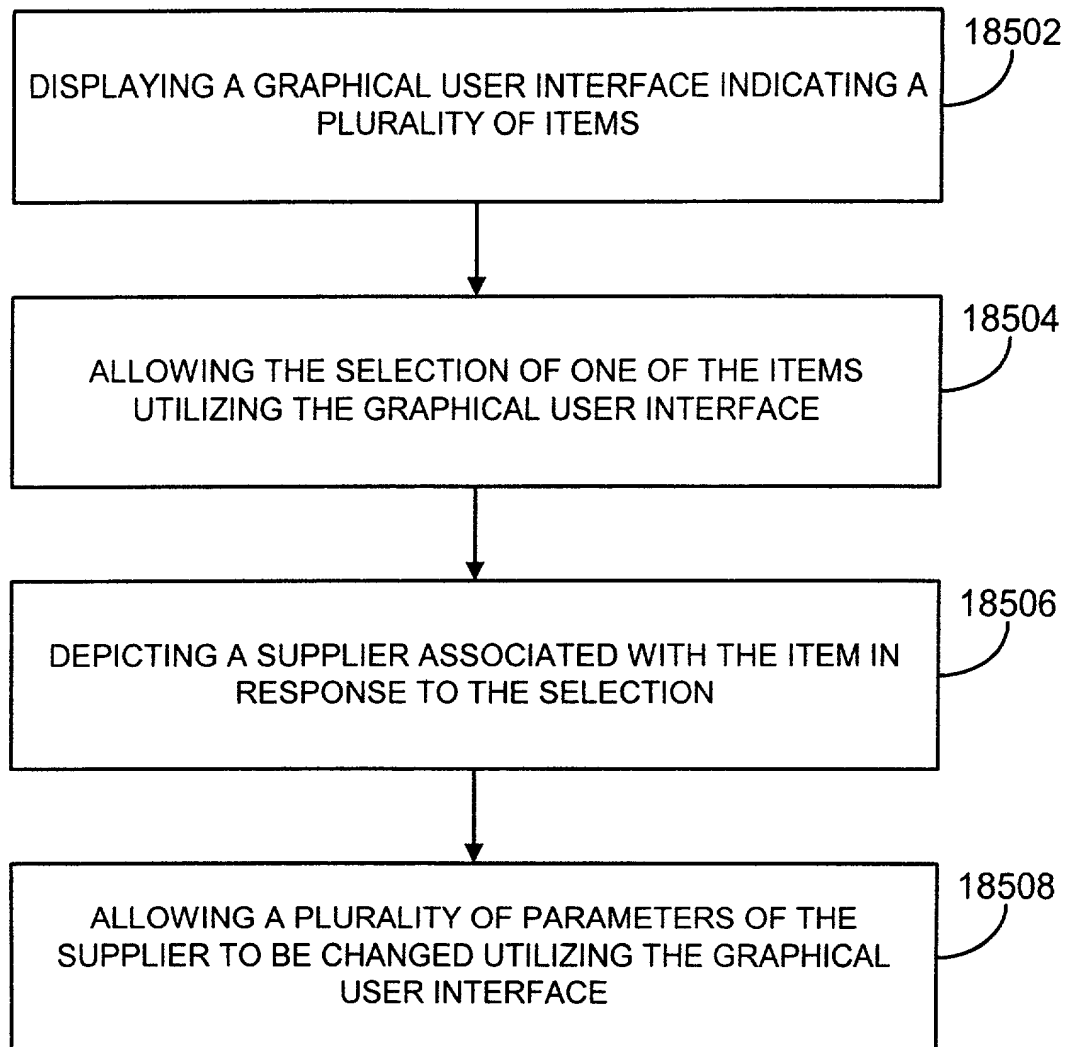 18502
DISPLAYING A GRAPHICAL USER INTERFACE INDICATING A
PLURALITY OF ITEMS
18504
ALLOWING THE SELECTION OF ONE OF THE ITEMS
UTILIZING THE GRAPHICAL USER INTERFACE
18506
DEPICTING A SUPPLIER ASSOCIATED WITH THE ITEM IN
RESPONSE TO THE SELECTION
18508
ALLOWING A PLURALITY OF PARAMETERS OF THE
SUPPLIER TO BE CHANGED UTILIZING THE GRAPHICAL
USER INTERFACE